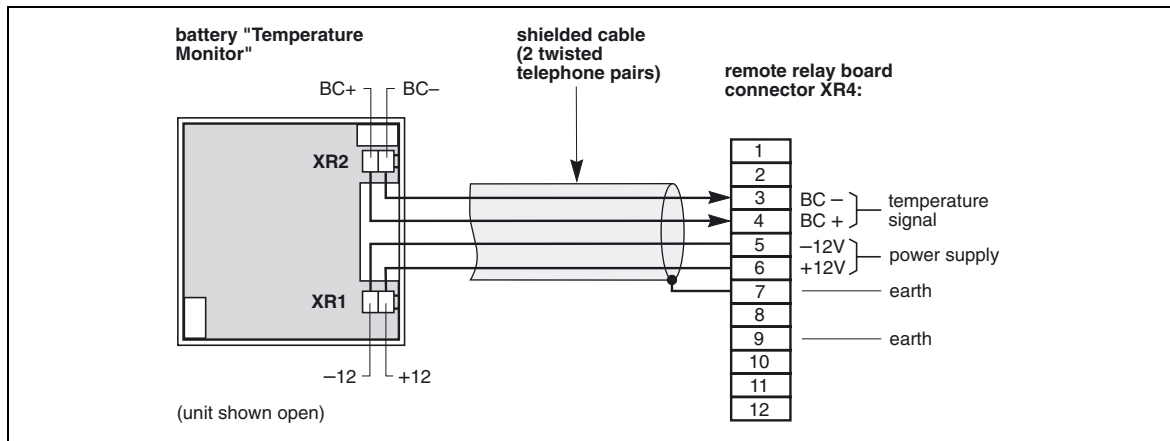 battery "Temperature
Monitor"
shielded cable
(2 twisted
telephone pairs)
remote relay board
connector XR4:
BC+
BC–
XR2
XR1
–12
+12
(unit shown open)
1
2
3 BC –
4 BC +
temperature
signal
5 –12V
6 +12V
power supply
7 earth
8
9 earth
10
11
12